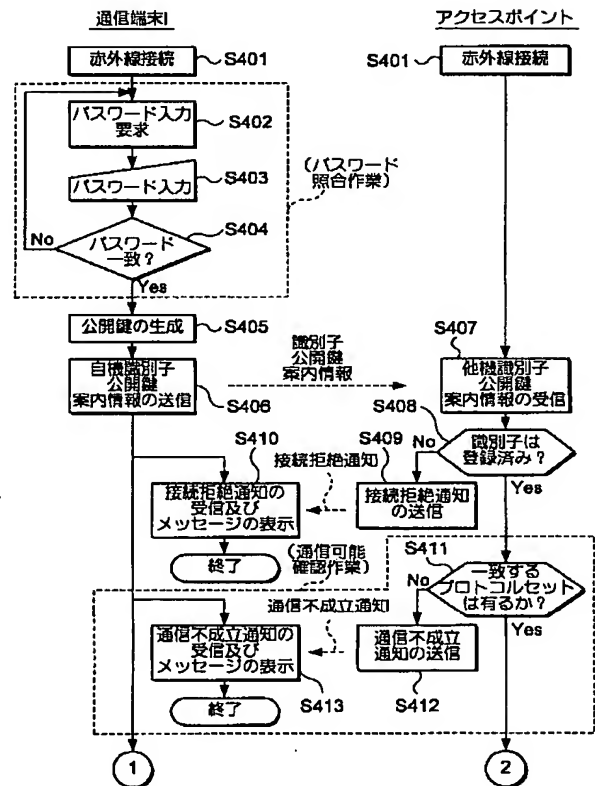 通信端末I
アクセスポイント
赤外線接続
S401
S401
赤外線接続
パスワード入力
要求
S402
パスワード入力
S403
(パスワード
照合作業)
パスワード
一致?
S404
No
Yes
公開鍵の生成
S405
自機識別子
公開鍵
案内情報の送信
S406
識別子
公開鍵
案内情報
S407
他機識別子
公開鍵
案内情報の受信
S408
識別子は
登録済み?
No
Yes
S409
接続拒絶通知
の送信
接続拒絶通知
S410
接続拒絶通知の
受信及び
メッセージの表示
終了
(通信可能
確認作業)
S411
一致する
プロトコルセット
は有るか?
No
Yes
通信不成立
通知の送信
S412
通信不成立通知
通信不成立通知の
受信及び
メッセージの表示
S413
終了
1
2